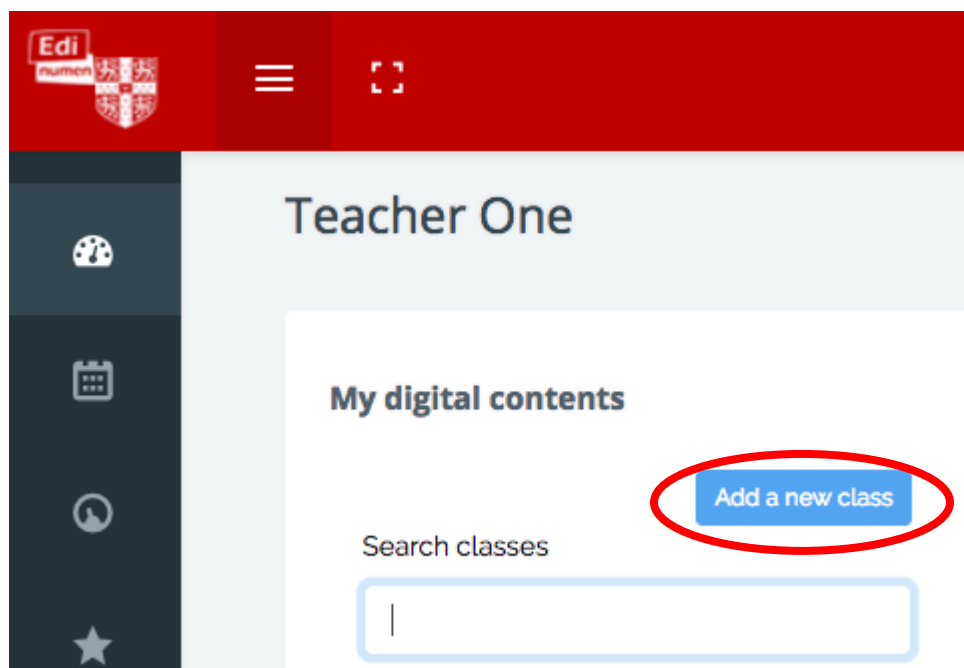 Edi
numen
Teacher One
My digital contents
Add a new class
Search classes